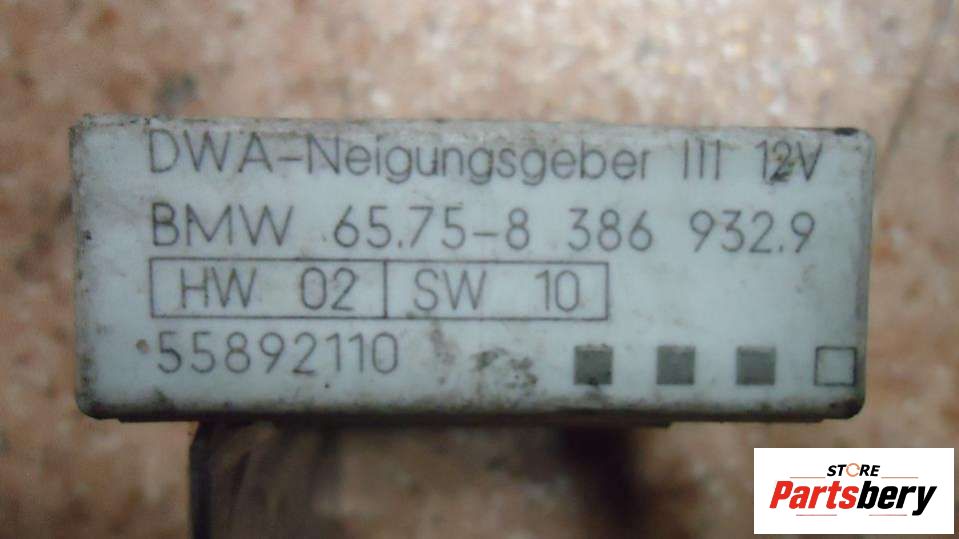 DWA-Neigungsgeber III 12V
BMW 65.75-8 386 932.9
HW 02 SW 10
55892110
STORE
Partsbery